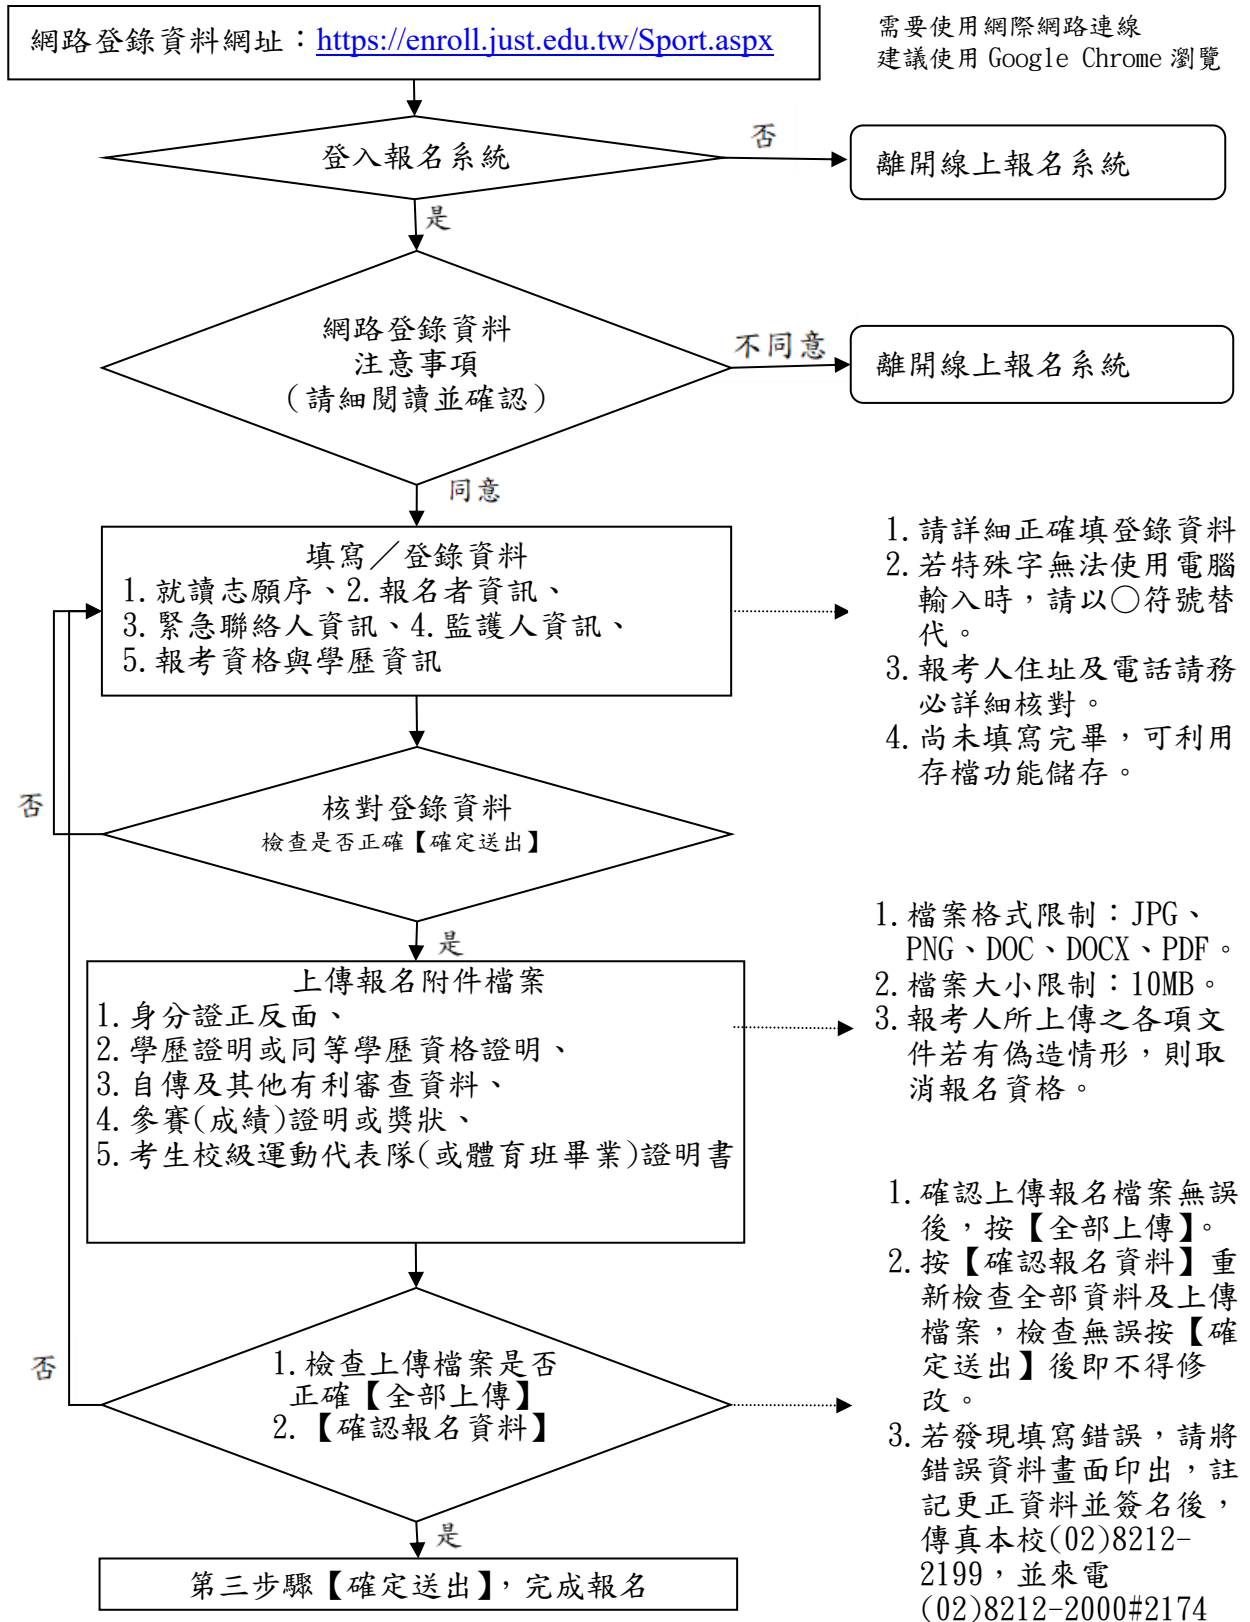 網路登錄資料網址：https://enroll.just.edu.tw/Sport.aspx
需要使用網際網路連線
建議使用 Google Chrome 瀏覽
登入報名系統
否
離開線上報名系統
是
網路登錄資料
注意事項
（請細閱讀並確認）
不同意
離開線上報名系統
同意
填寫／登錄資料
1.就讀志願序、2.報名者資訊、
3.緊急聯絡人資訊、4.監護人資訊、
5.報考資格與學歷資訊
1.請詳細正確填登錄資料
2.若特殊字無法使用電腦
輸入時，請以○符號替
代。
3.報考人住址及電話請務
必詳細核對。
4.尚未填寫完畢，可利用
存檔功能儲存。
否
核對登錄資料
檢查是否正確【確定送出】
是
上傳報名附件檔案
1.身分證正反面、
2.學歷證明或同等學歷資格證明、
3.自傳及其他有利審查資料、
4.參賽(成績)證明或獎狀、
5.考生校級運動代表隊(或體育班畢業)證明書
1.檔案格式限制：JPG、
PNG、DOC、DOCX、PDF。
2.檔案大小限制：10MB。
3.報考人所上傳之各項文
件若有偽造情形，則取
消報名資格。
否
1.檢查上傳檔案是否
正確【全部上傳】
2.【確認報名資料】
1.確認上傳報名檔案無誤
後，按【全部上傳】。
2.按【確認報名資料】重
新檢查全部資料及上傳
檔案，檢查無誤按【確
定送出】後即不得修
改。
3.若發現填寫錯誤，請將
錯誤資料畫面印出，註
記更正資料並簽名後，
傳真本校(02)8212-
2199，並來電
(02)8212-2000#2174
是
第三步驟【確定送出】，完成報名